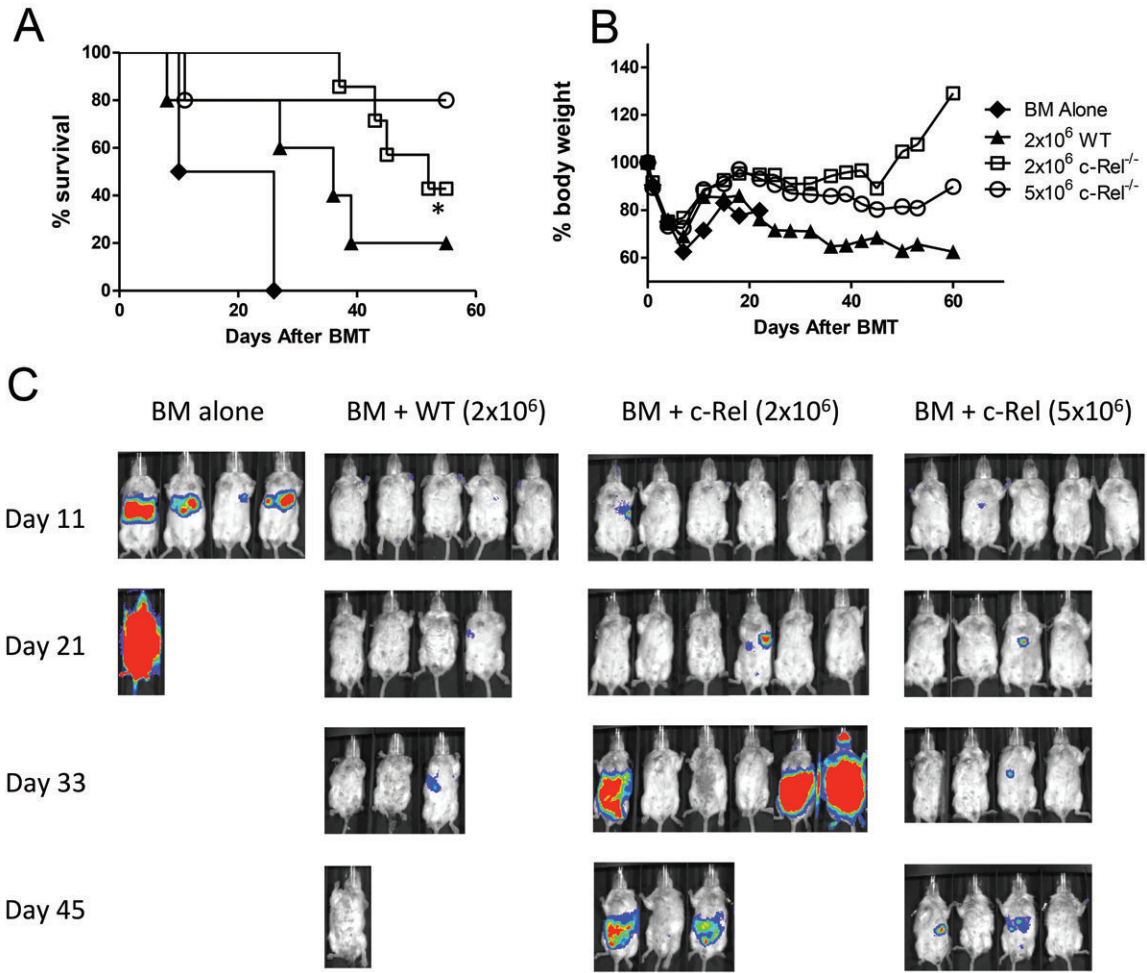 A
% survival
100
80
60
40
20
0
*
0 20 40 60
Days After BMT
B
% body weight
140
120
100
80
60
0 20 40 60
Days After BMT
BM Alone
2x10⁶ WT
2x10⁶ c-Rel⁻/⁻
5x10⁶ c-Rel⁻/⁻
C
BM alone BM + WT (2x10⁶) BM + c-Rel (2x10⁶) BM + c-Rel (5x10⁶)
Day 11
Day 21
Day 33
Day 45